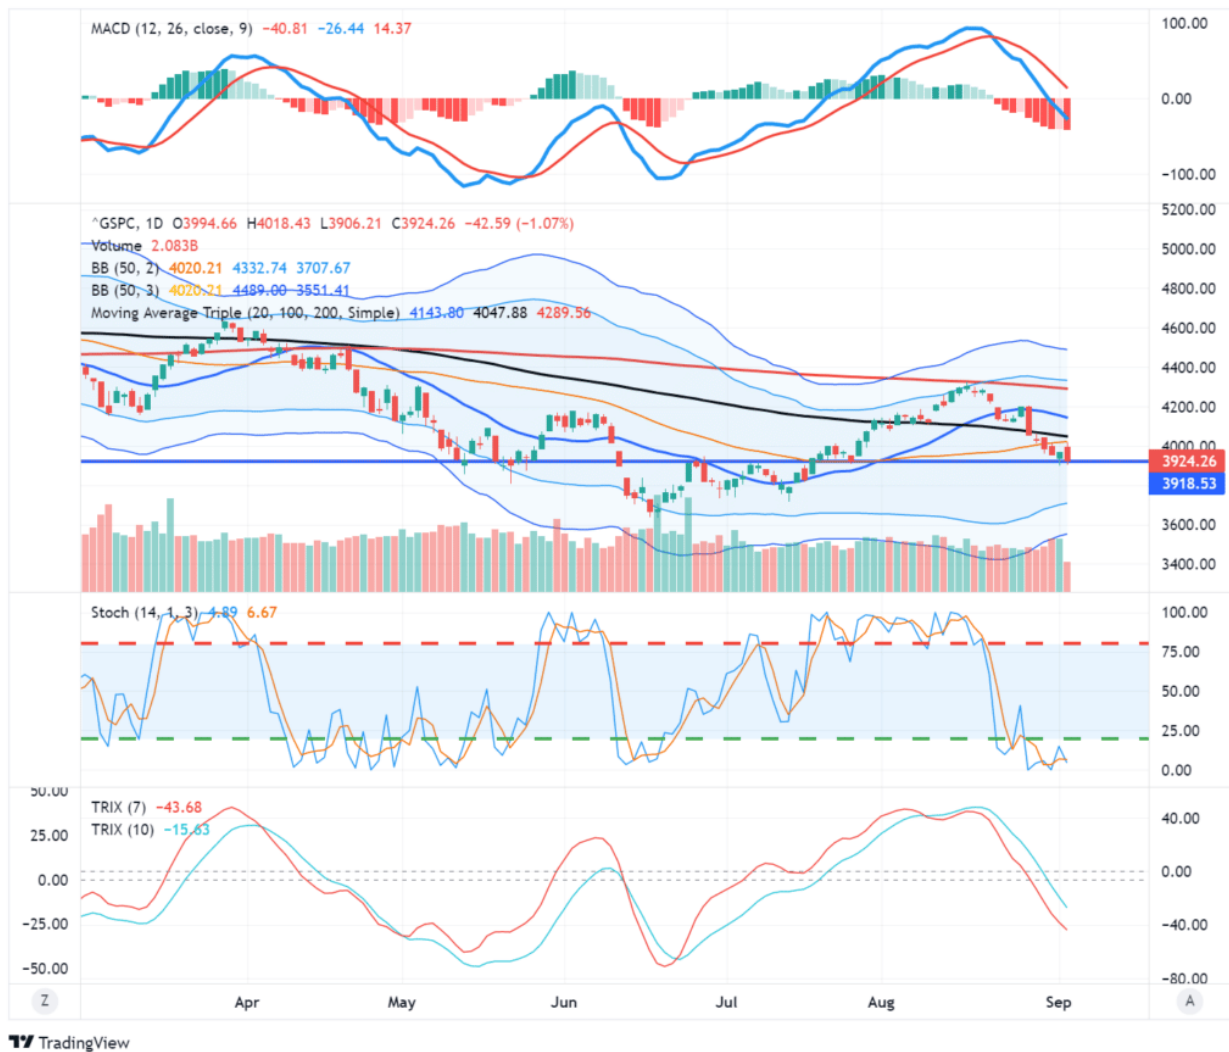 MACD (12, 26, close, 9) −40.81 −26.44 14.37
100.00
0.00
−100.00
5200.00
^GSPC, 1D O3994.66 H4018.43 L3906.21 C3924.26 −42.59 (−1.07%)
Volume 2.083B
5000.00
BB (50, 2) 4020.21 4332.74 3707.67
BB (50, 3) 4020.21 4489.00 3551.41
4800.00
Moving Average Triple (20, 100, 200, Simple) 4143.80 4047.88 4289.56
4600.00
4400.00
4200.00
4000.00
3924.26
3918.53
3600.00
3400.00
Stoch (14, 1, 3) 4.89 6.67
100.00
75.00
50.00
25.00
0.00
50.00
TRIX (7) −43.68
40.00
TRIX (10) −15.63
25.00
0.00
0.00
−25.00
−40.00
−50.00
−80.00
Z Apr May Jun Jul Aug Sep A
TradingView